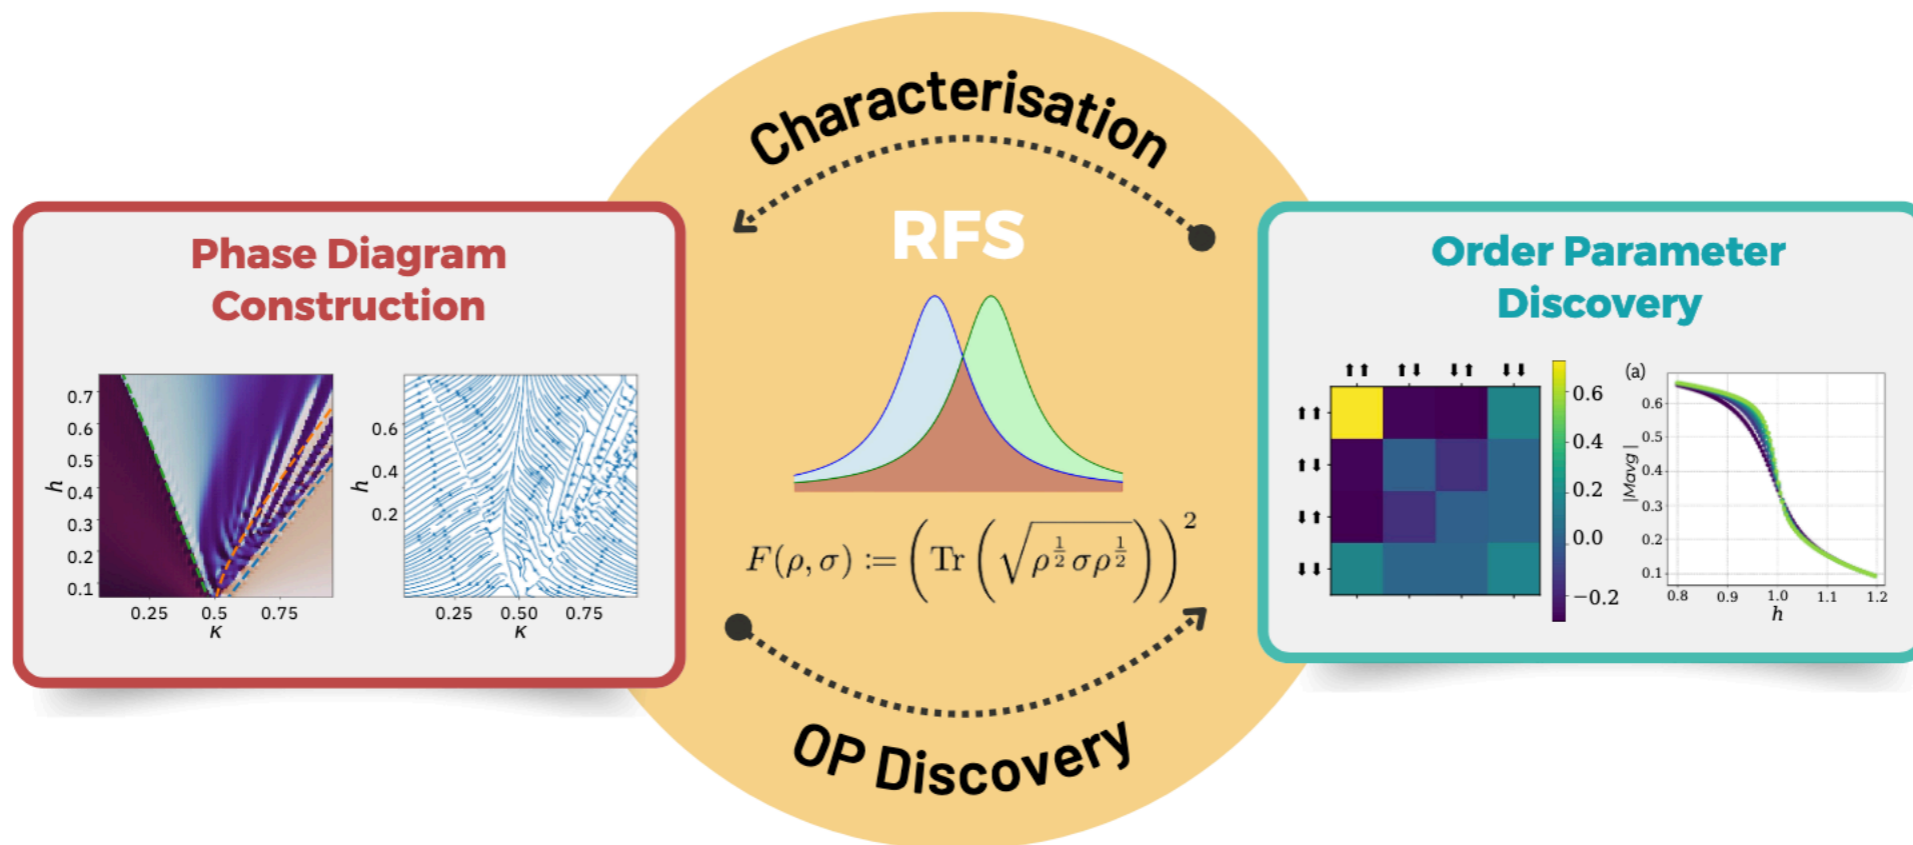 Characterisation
RFS
Phase Diagram
Construction
0.7
0.6
0.5
0.4
0.3
0.2
0.1
h
0.25 0.5 0.75
κ
0.6
0.4
0.2
h
0.25 0.50 0.75
κ
F(ρ, σ) := (Tr (√(ρ^{1/2} σρ^{1/2})))^2
OP Discovery
Order Parameter
Discovery
⬆⬆ ⬆⬇ ⬇⬆ ⬇⬇
⬆⬆
⬆⬇
⬇⬆
⬇⬇
0.6
0.4
0.2
0.0
−0.2
(a)
|Mavg|
0.6
0.5
0.4
0.3
0.2
0.1
0.8 0.9 1.0 1.1 1.2
h